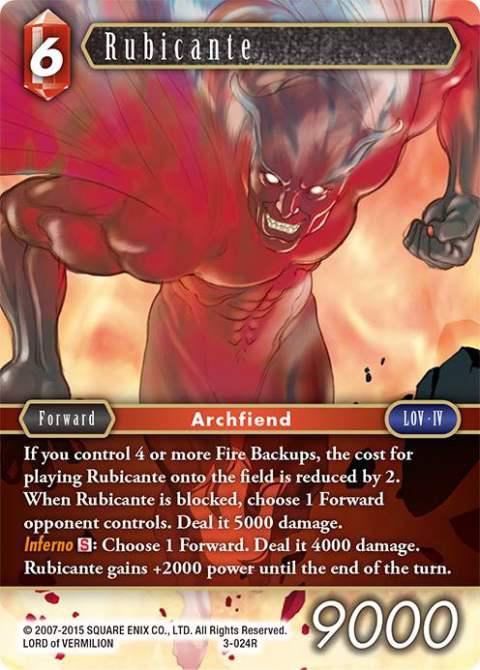 6
Rubicante
Forward
Archfiend
LOV-IV
If you control 4 or more Fire Backups, the cost for
playing Rubicante onto the field is reduced by 2.
When Rubicante is blocked, choose 1 Forward
opponent controls. Deal it 5000 damage.
Inferno S: Choose 1 Forward. Deal it 4000 damage.
Rubicante gains +2000 power until the end of the turn.
© 2007-2015 SQUARE ENIX CO., LTD. All Rights Reserved.
LORD of VERMILION
3-024R
9000